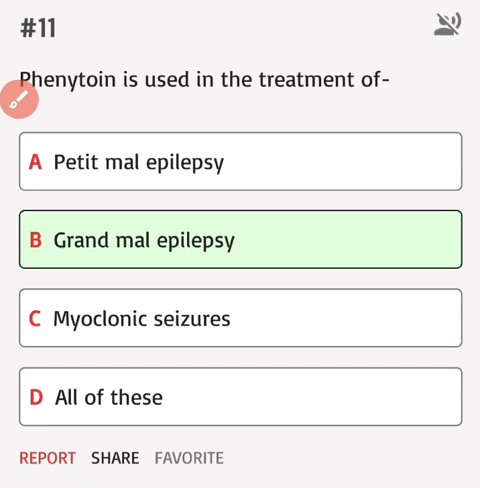 #11
Phenytoin is used in the treatment of-
A Petit mal epilepsy
B Grand mal epilepsy
C Myoclonic seizures
D All of these
REPORT SHARE FAVORITE